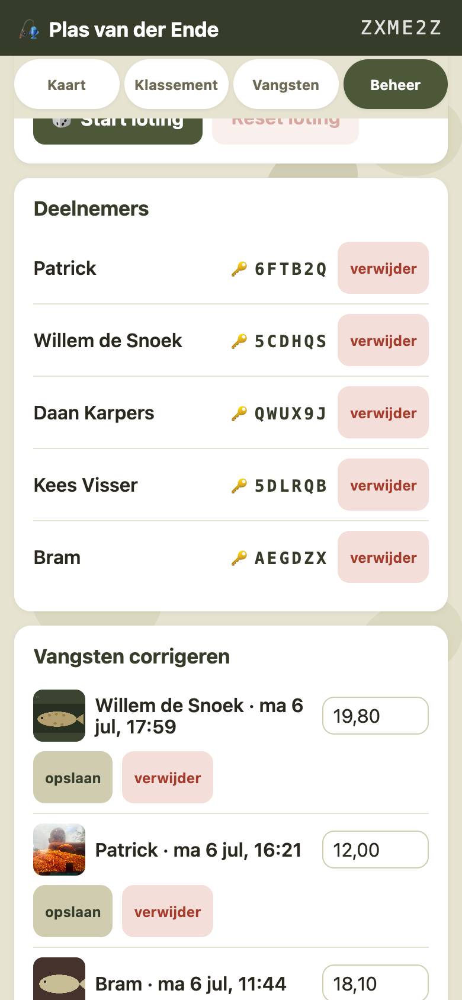 Plas van der Ende
ZXME2Z
Kaart
Klassement
Vangsten
Beheer
Start loting
Reset loting
Deelnemers
Patrick
6FTB2Q
verwijder
Willem de Snoek
5CDHQS
verwijder
Daan Karpers
QWUX9J
verwijder
Kees Visser
5DLRQB
verwijder
Bram
AEGDZX
verwijder
Vangsten corrigeren
Willem de Snoek · ma 6
jul, 17:59
19,80
opslaan
verwijder
Patrick · ma 6 jul, 16:21
12,00
opslaan
verwijder
Bram · ma 6 jul, 11:44
18,10